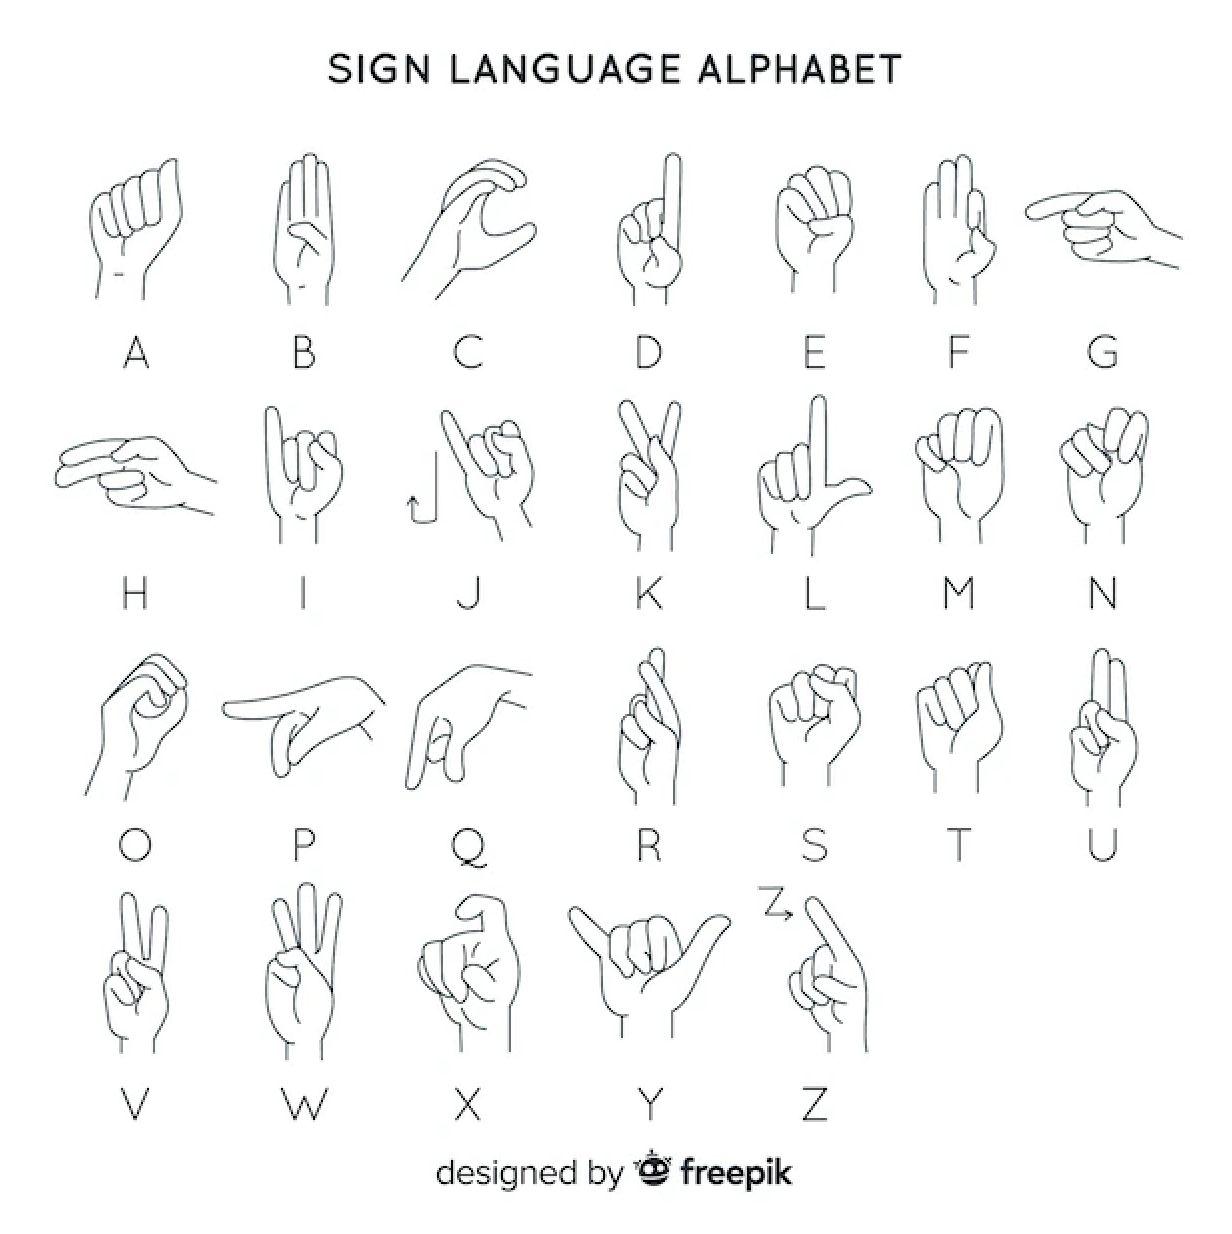 SIGN LANGUAGE ALPHABET
A B C D E F G
H I J K L M N
O P Q R S T U
Z
V W X Y Z
designed by freepik